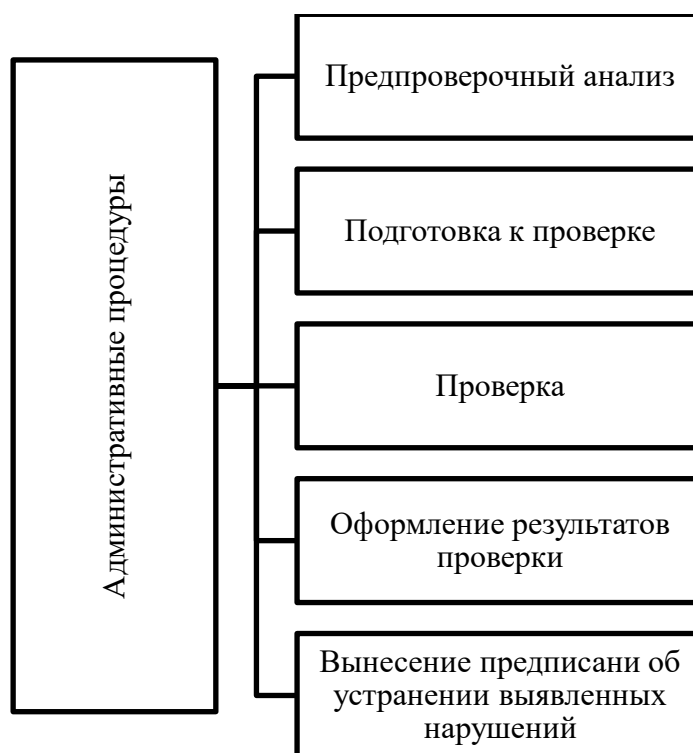 Административные процедуры
Предпроверочный анализ
Подготовка к проверке
Проверка
Оформление результатов
проверки
Вынесение предписани об
устранении выявленных
нарушений